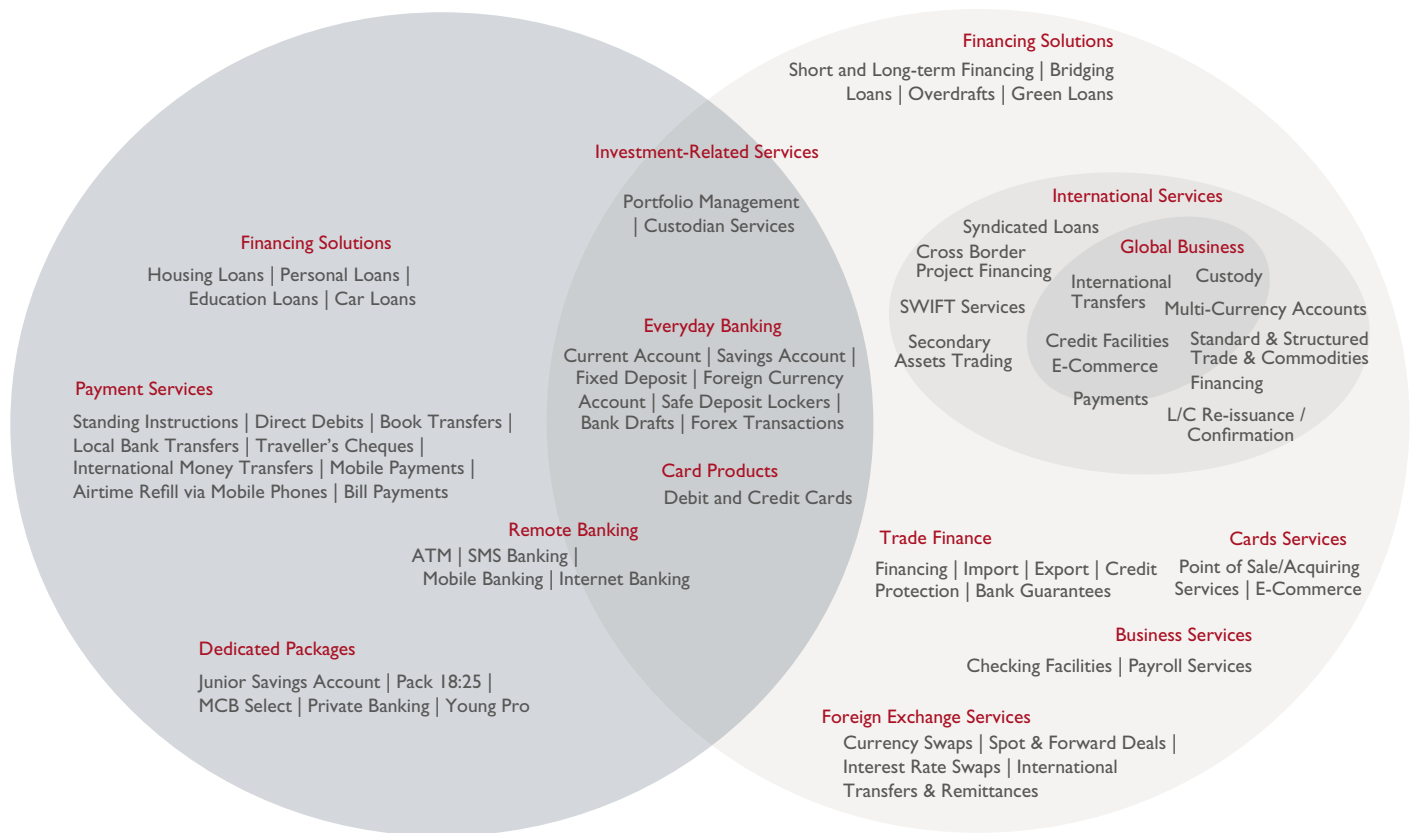 Financing Solutions
Short and Long-term Financing | Bridging
Loans | Overdrafts | Green Loans
Investment-Related Services
Portfolio Management
| Custodian Services
Financing Solutions
Housing Loans | Personal Loans |
Education Loans | Car Loans
International Services
Syndicated Loans
Cross Border
Project Financing
SWIFT Services
Secondary
Assets Trading
Global Business
International
Transfers
Custody
Multi-Currency Accounts
Credit Facilities
E-Commerce
Payments
Standard & Structured
Trade & Commodities
Financing
L/C Re-issuance /
Confirmation
Everyday Banking
Current Account | Savings Account |
Fixed Deposit | Foreign Currency
Account | Safe Deposit Lockers |
Bank Drafts | Forex Transactions
Payment Services
Standing Instructions | Direct Debits | Book Transfers |
Local Bank Transfers | Traveller's Cheques |
International Money Transfers | Mobile Payments |
Airtime Refill via Mobile Phones | Bill Payments
Card Products
Debit and Credit Cards
Remote Banking
ATM | SMS Banking |
Mobile Banking | Internet Banking
Trade Finance
Financing | Import | Export | Credit
Protection | Bank Guarantees
Cards Services
Point of Sale/Acquiring
Services | E-Commerce
Business Services
Checking Facilities | Payroll Services
Dedicated Packages
Junior Savings Account | Pack 18:25 |
MCB Select | Private Banking | Young Pro
Foreign Exchange Services
Currency Swaps | Spot & Forward Deals |
Interest Rate Swaps | International
Transfers & Remittances